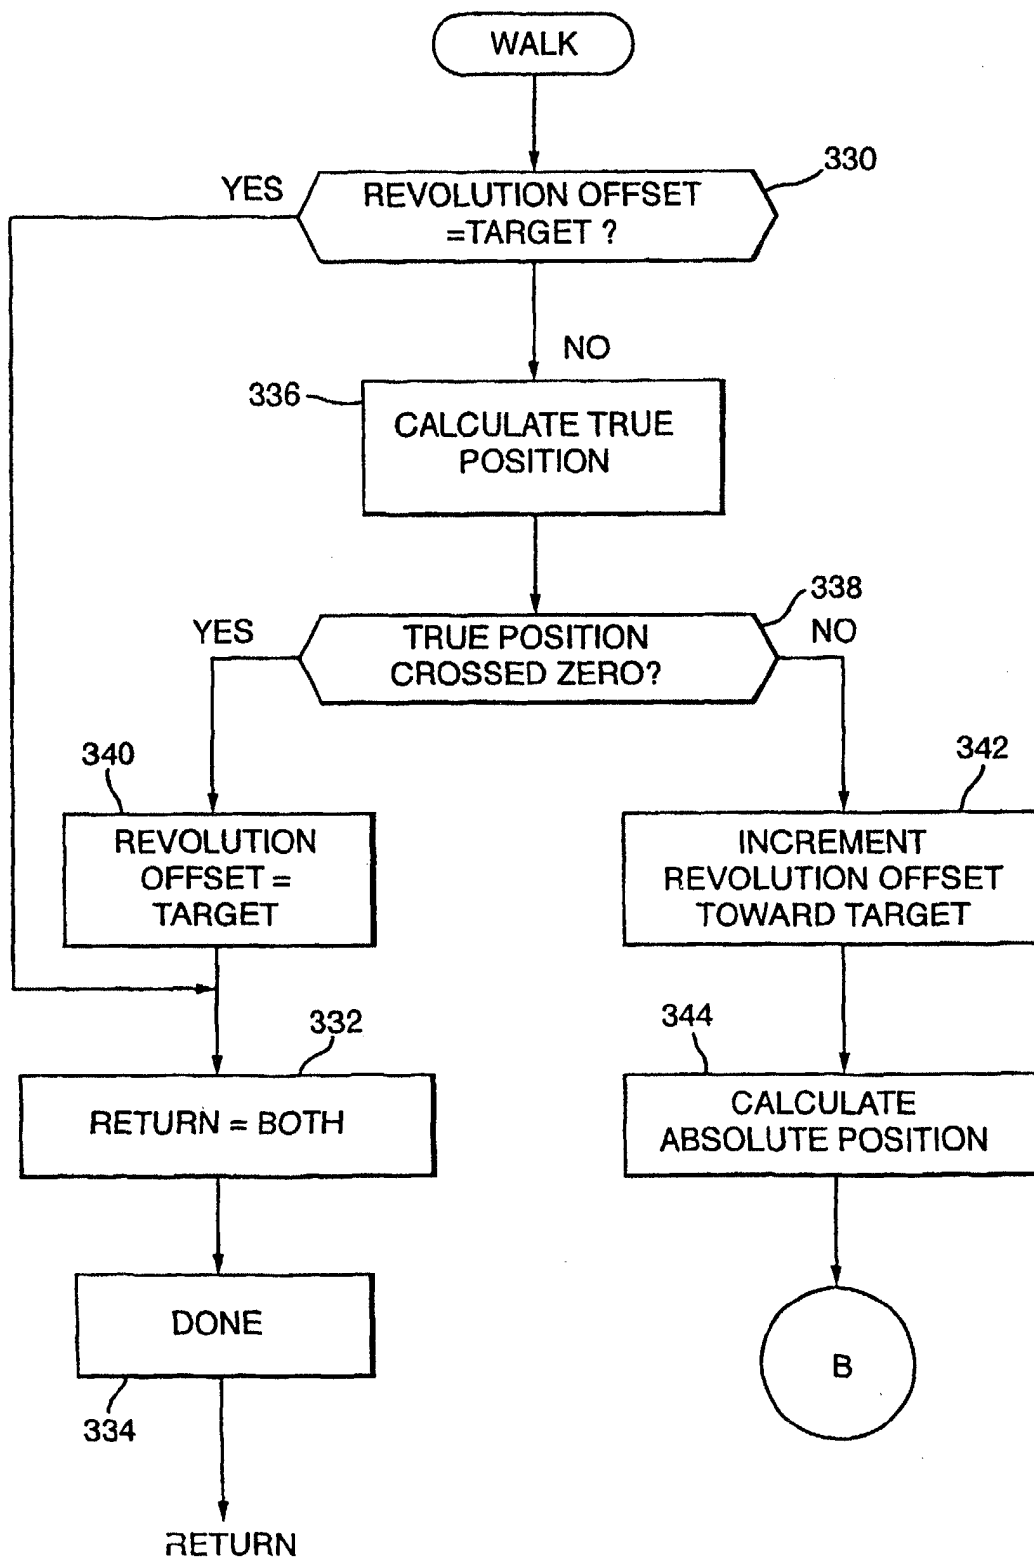 WALK
330
YES
REVOLUTION OFFSET
=TARGET ?
NO
336
CALCULATE TRUE
POSITION
338
YES
TRUE POSITION
CROSSED ZERO?
NO
340
REVOLUTION
OFFSET =
TARGET
342
INCREMENT
REVOLUTION OFFSET
TOWARD TARGET
332
RETURN = BOTH
344
CALCULATE
ABSOLUTE POSITION
DONE
334
B
RETURN